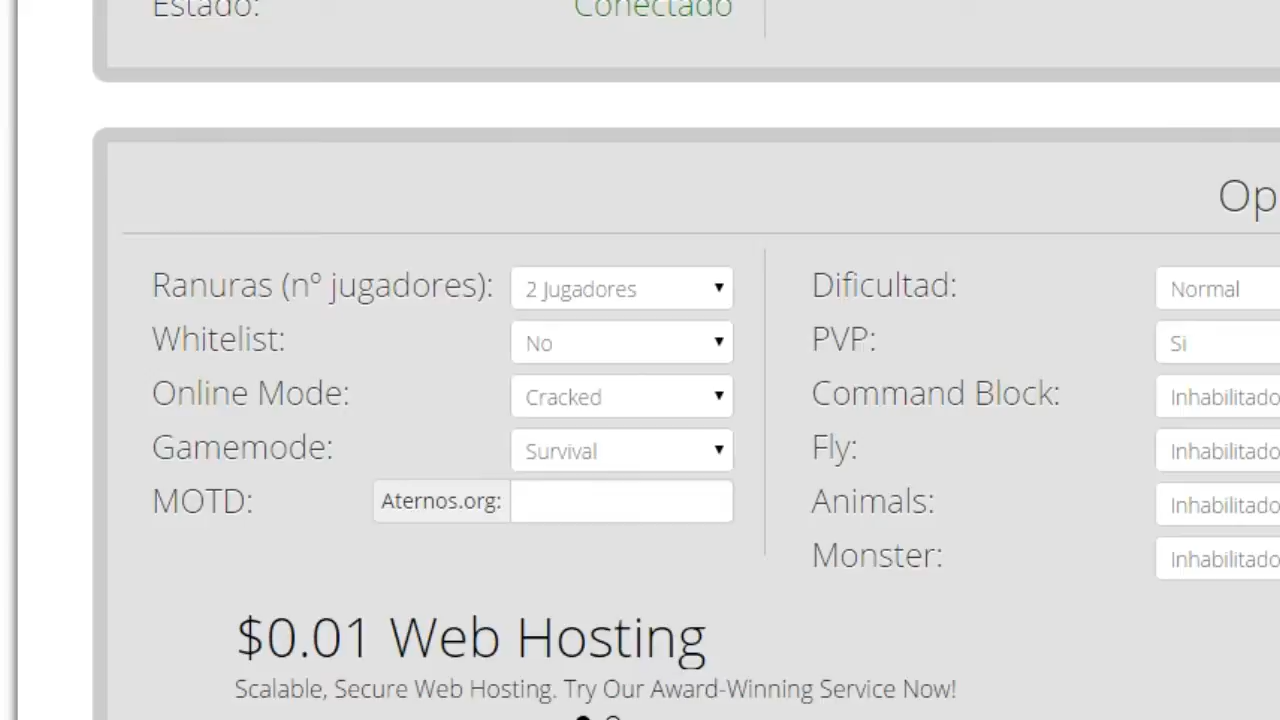 Estado: Conectado
Op
Ranuras (nº jugadores): 2 Jugadores
Whitelist: No
Online Mode: Cracked
Gamemode: Survival
MOTD: Aternos.org:
Dificultad: Normal
PVP: Si
Command Block: Inhabilitado
Fly: Inhabilitado
Animals: Inhabilitado
Monster: Inhabilitado
$0.01 Web Hosting
Scalable, Secure Web Hosting. Try Our Award-Winning Service Now!